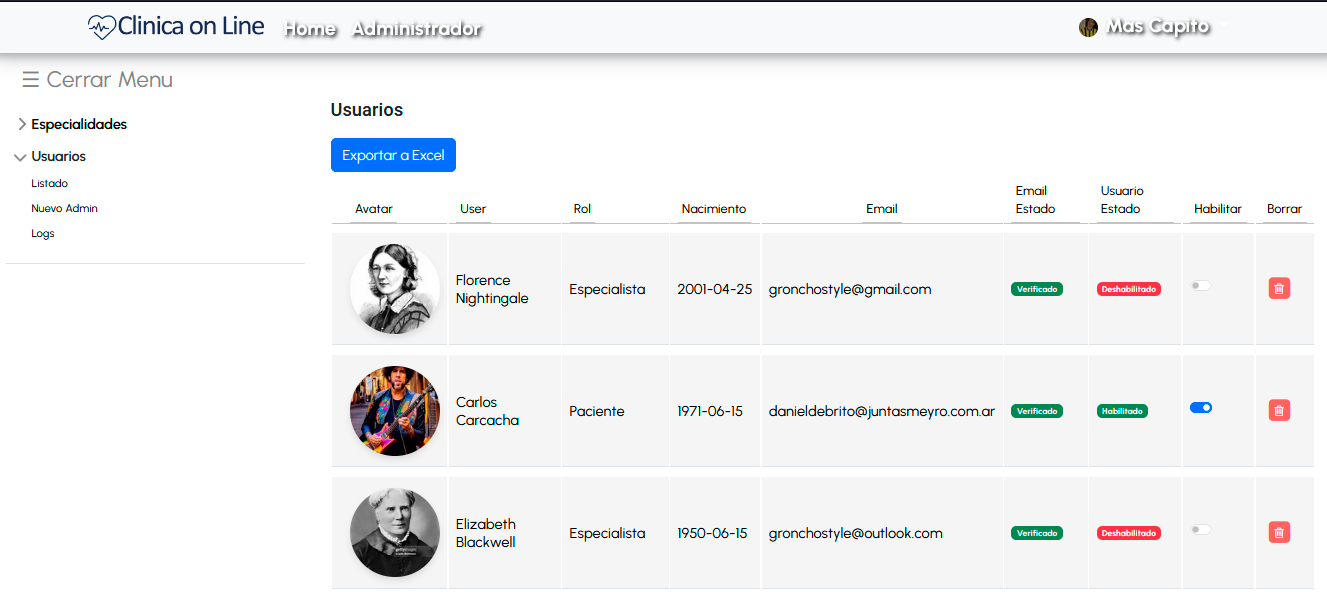 Clinica on Line Home Administrador Mas Capito
Cerrar Menu
Especialidades
Usuarios
Listado
Nuevo Admin
Logs
Usuarios
Exportar a Excel
Avatar User Rol Nacimiento Email Email Estado Usuario Estado Habilitar Borrar
Florence Nightingale Especialista 2001-04-25 gronchostyle@gmail.com Verificado Deshabilitado
Carlos Carcacha Paciente 1971-06-15 danieldebrito@juntasmeyro.com.ar Verificado Habilitado
Elizabeth Blackwell Especialista 1950-06-15 gronchostyle@outlook.com Verificado Deshabilitado